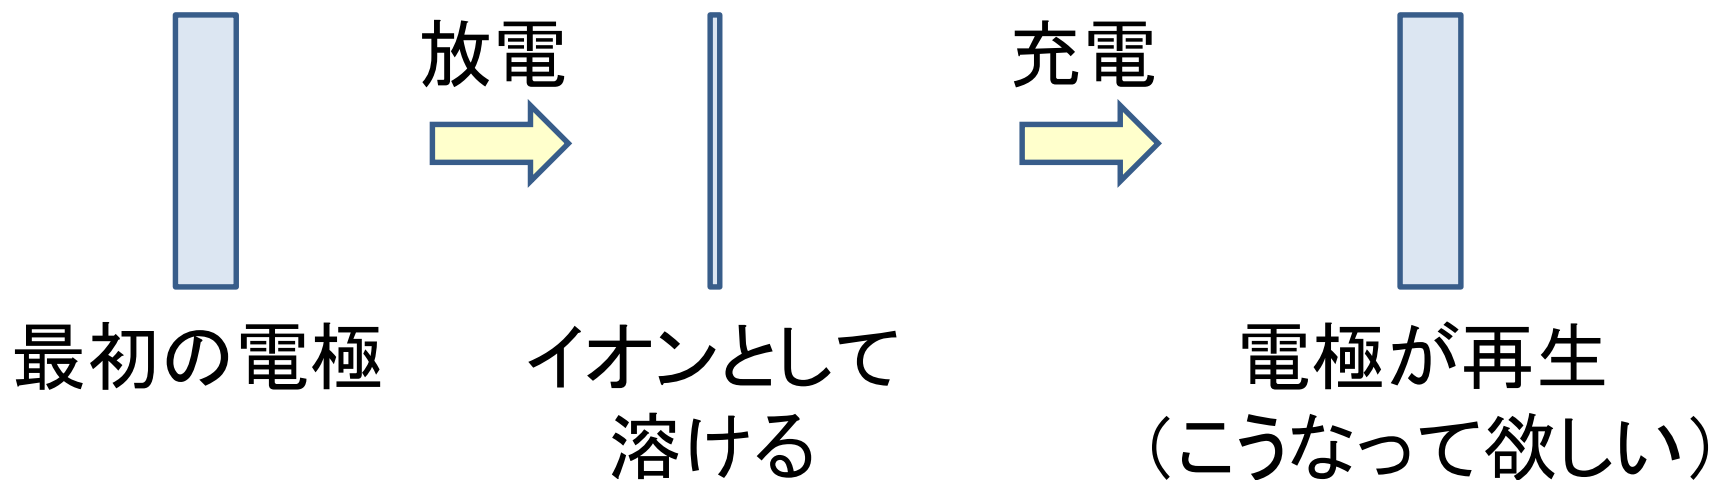 放電
充電
最初の電極
イオンとして
溶ける
電極が再生
（こうなって欲しい）